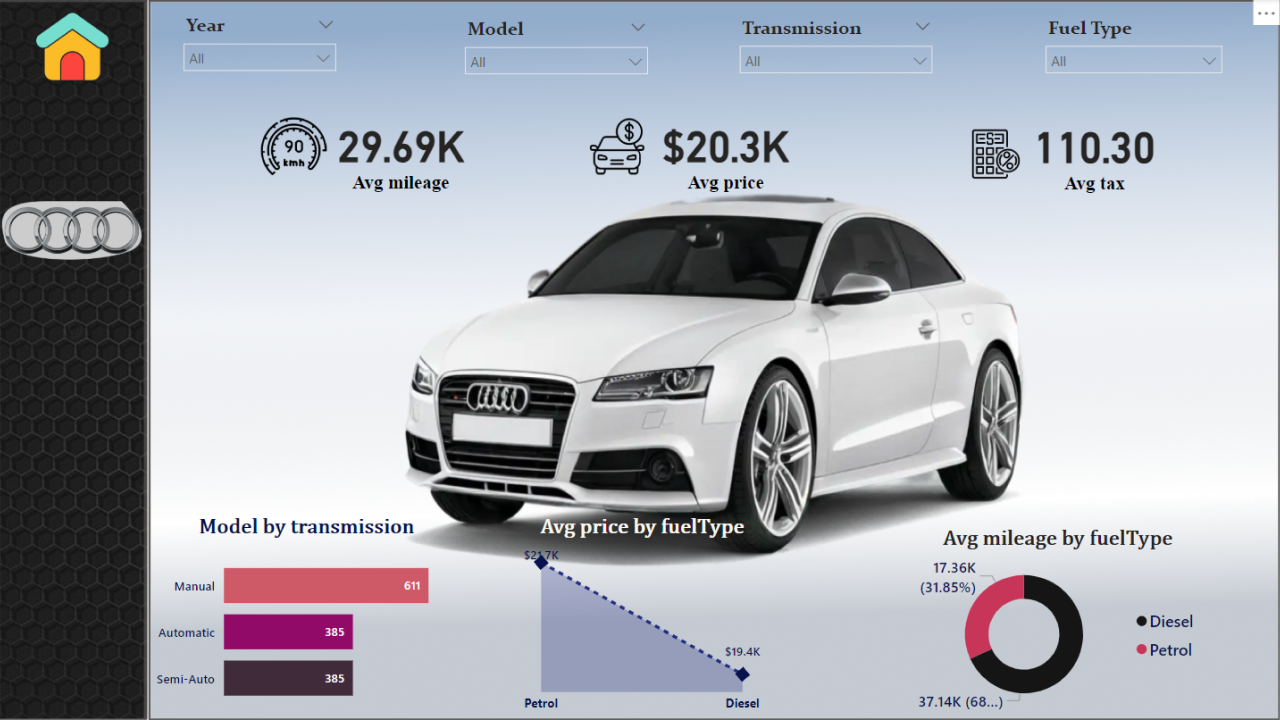 Year
Model
Transmission
Fuel Type
All
All
All
All
90
kmh
29.69K
Avg mileage
$
$20.3K
Avg price
%
110.30
Avg tax
Model by transmission
Manual
611
Automatic
385
Semi-Auto
385
Avg price by fuelType
$21.7K
$19.4K
Petrol
Diesel
Avg mileage by fuelType
17.36K
(31.85%)
37.14K (68...)
Diesel
Petrol